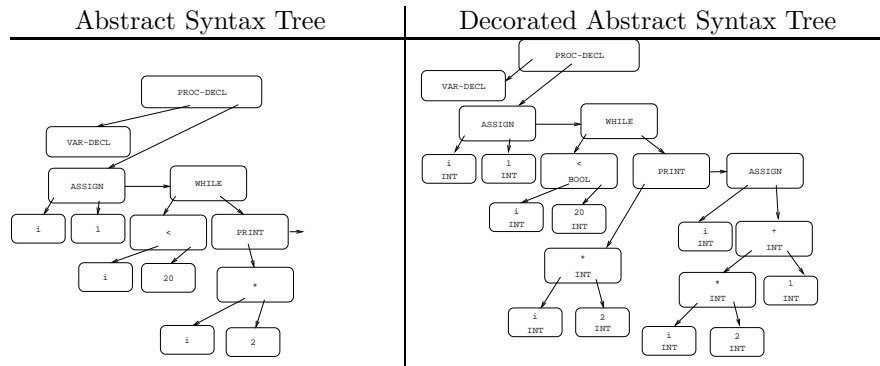 Abstract Syntax Tree
PROC-DECL
VAR-DECL
ASSIGN
WHILE
i
1
<
PRINT
i
20
*
i
2
Decorated Abstract Syntax Tree
PROC-DECL
VAR-DECL
ASSIGN
WHILE
i
INT
1
INT
<
BOOL
PRINT
ASSIGN
i
INT
20
INT
i
INT
+
INT
*
INT
*
INT
1
INT
i
INT
2
INT
i
INT
2
INT